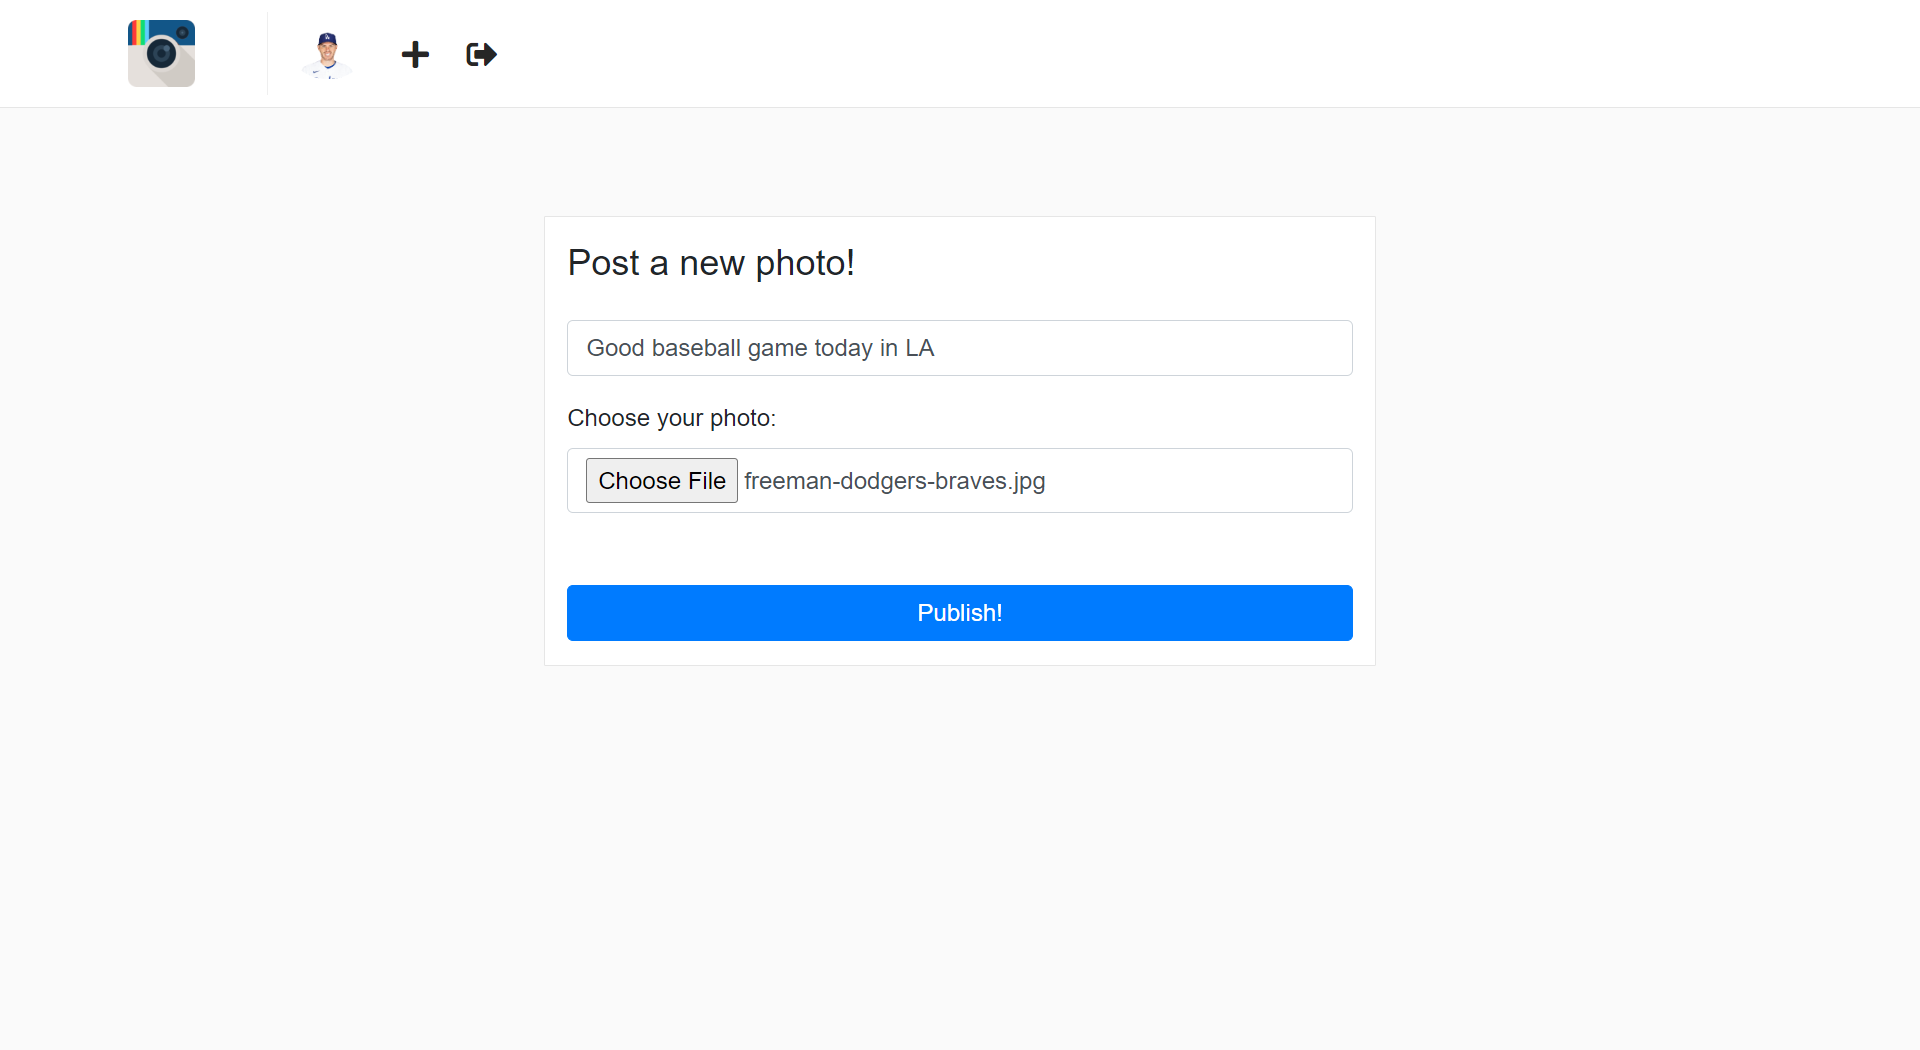 Post a new photo!
Good baseball game today in LA
Choose your photo:
Choose File freeman-dodgers-braves.jpg
Publish!